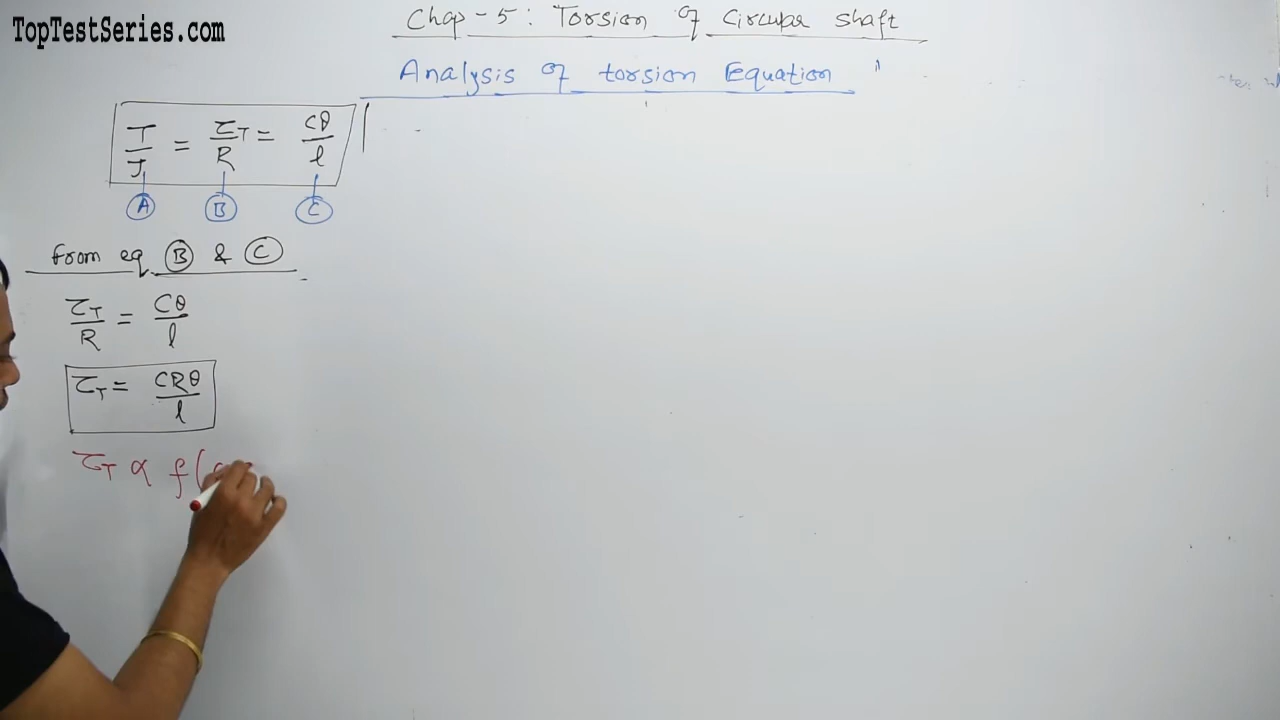 TopTestSeries.com
Chap-5: Torsion of Circular shaft
Analysis of torsion Equation "
T/J = τT/R = Cθ/l
A B C
from eq B & C
τT/R = Cθ/l
τT = CRθ/l
τT ∝ f(